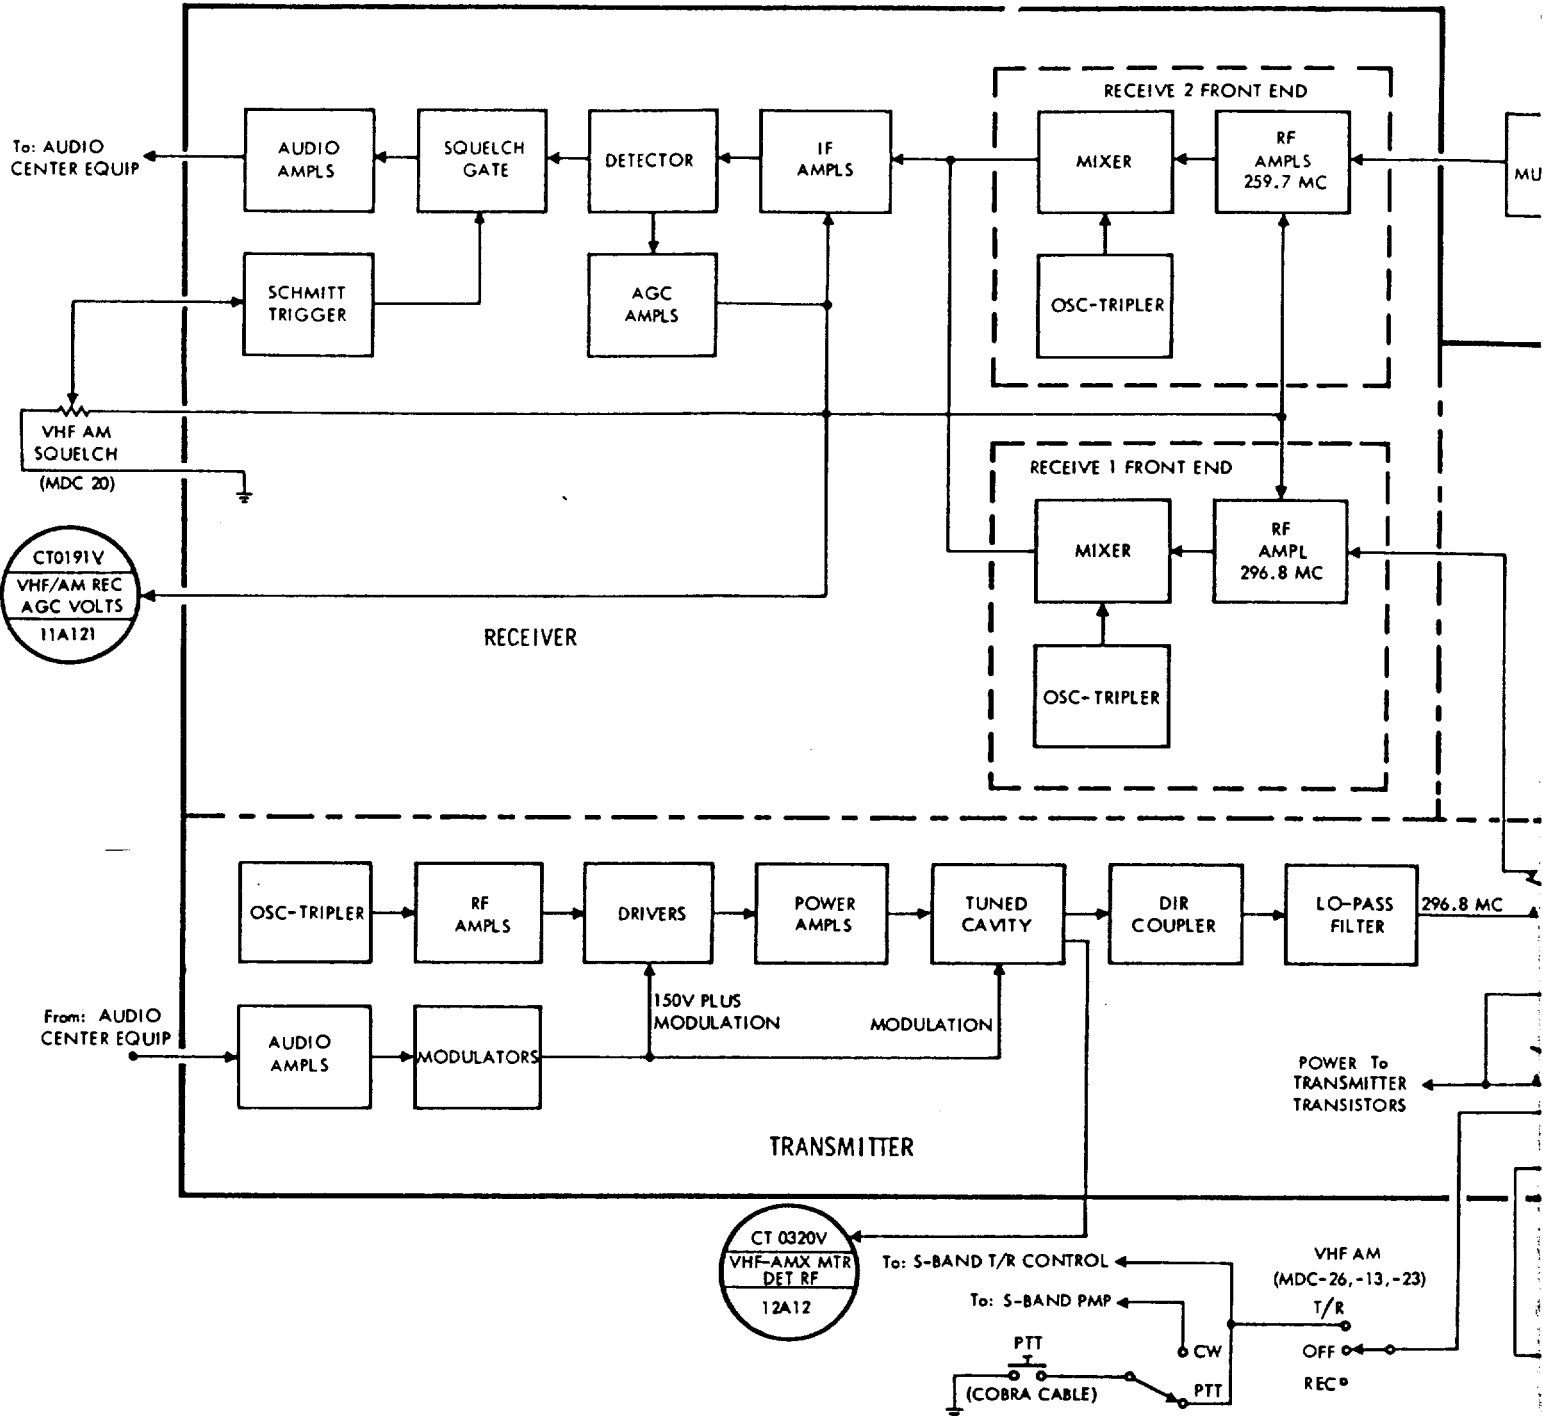 RECEIVE 2 FRONT END
To: AUDIO
CENTER EQUIP
AUDIO
AMPLS
SQUELCH
GATE
DETECTOR
IF
AMPLS
MIXER
RF
AMPLS
259.7 MC
MU
SCHMITT
TRIGGER
AGC
AMPLS
OSC-TRIPLER
VHF AM
SQUELCH
(MDC 20)
RECEIVE 1 FRONT END
MIXER
RF
AMPL
296.8 MC
CT0191V
VHF/AM REC
AGC VOLTS
11A121
RECEIVER
OSC-TRIPLER
OSC-TRIPLER
RF
AMPLS
DRIVERS
POWER
AMPLS
TUNED
CAVITY
DIR
COUPLER
LO-PASS
FILTER
296.8 MC
From: AUDIO
CENTER EQUIP
AUDIO
AMPLS
MODULATORS
150V PLUS
MODULATION
MODULATION
POWER To
TRANSMITTER
TRANSISTORS
TRANSMITTER
CT 0320V
VHF-AMX MTR
DET RF
12A12
To: S-BAND T/R CONTROL
To: S-BAND PMP
VHF AM
(MDC-26,-13,-23)
T/R
OFF
REC
CW
PTT
PTT
(COBRA CABLE)